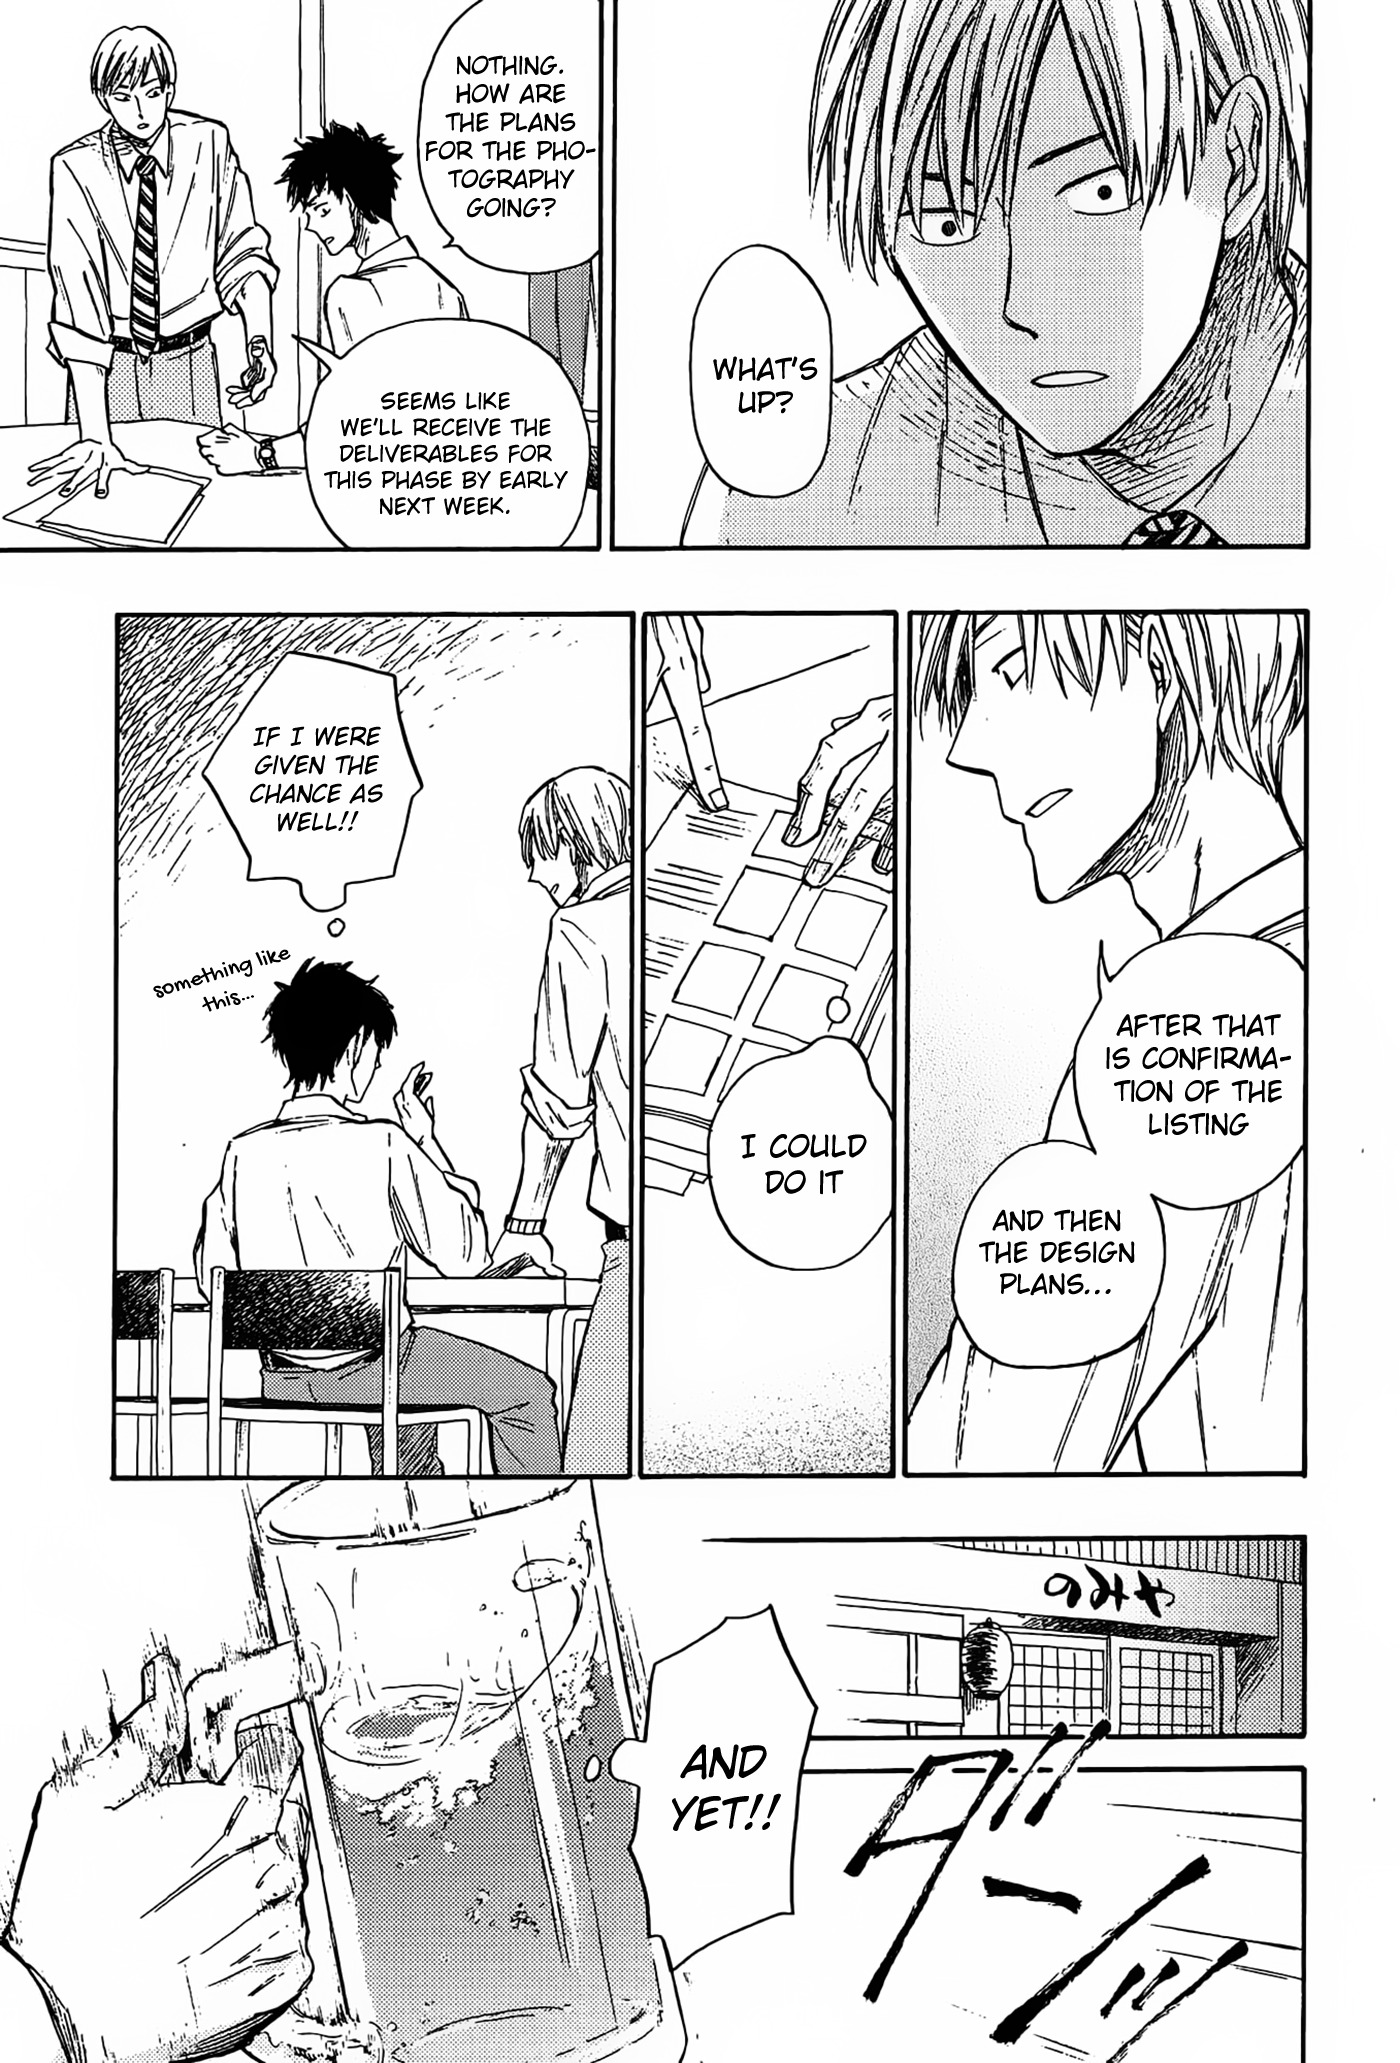 WHAT'S
UP?
NOTHING.
HOW ARE
THE PLANS
FOR THE PHO-
TOGRAPHY
GOING?
SEEMS LIKE
WE'LL RECEIVE THE
DELIVERABLES FOR
THIS PHASE BY EARLY
NEXT WEEK.
AFTER THAT
IS CONFIRMA-
TION OF THE
LISTING
AND THEN
THE DESIGN
PLANS...
I COULD
DO IT
IF I WERE
GIVEN THE
CHANCE AS
WELL!!
something like
this...
のみや
ダーンッ
AND
YET!!